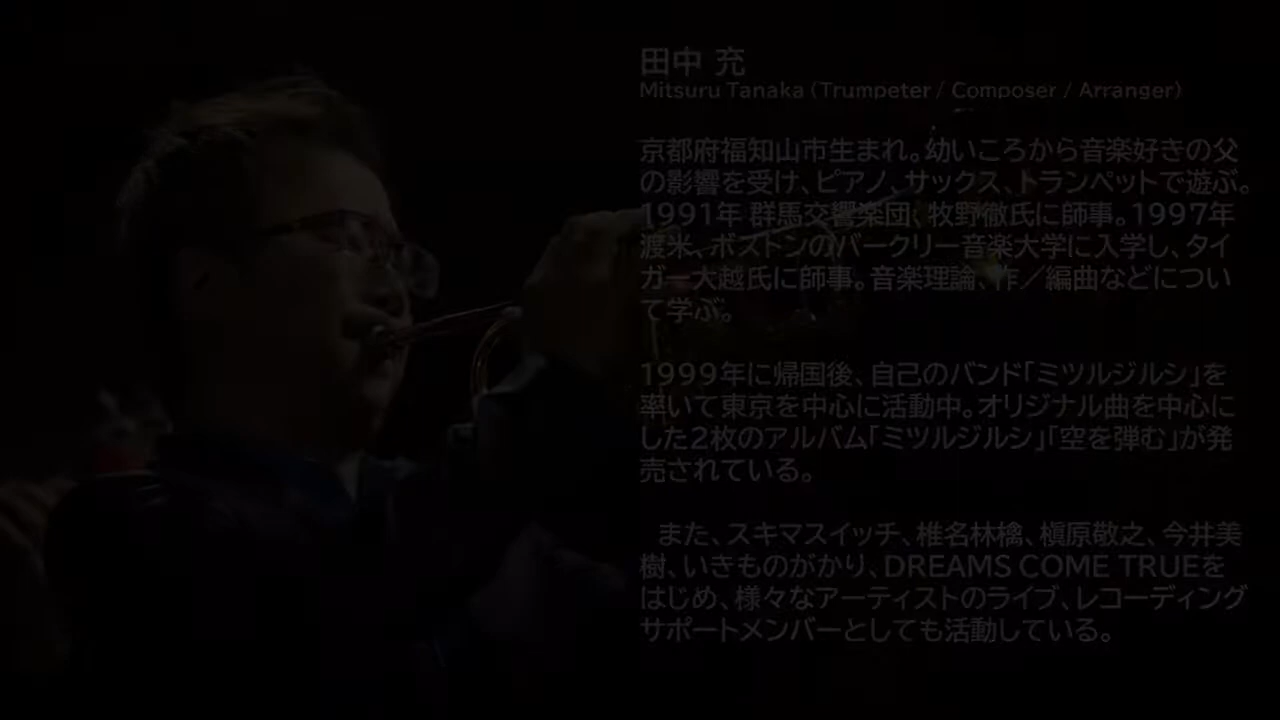 田中 充
Mitsuru Tanaka (Trumpeter / Composer / Arranger)
京都府福知山市生まれ。幼いころから音楽好きの父
の影響を受け、ピアノ、サックス、トランペットで遊ぶ。
1991年 群馬交響楽団、牧野徹氏に師事。1997年
渡米、ボストンのバークリー音楽大学に入学し、タイ
ガー大越氏に師事。音楽理論、作／編曲などについ
て学ぶ。
1999年に帰国後、自己のバンド「ミツルジルシ」を
率いて東京を中心に活動中。オリジナル曲を中心に
した2枚のアルバム「ミツルジルシ」「空を弾む」が発
売されている。
また、スキマスイッチ、椎名林檎、槇原敬之、今井美
樹、いきものがかり、DREAMS COME TRUEを
はじめ、様々なアーティストのライブ、レコーディング
サポートメンバーとしても活動している。